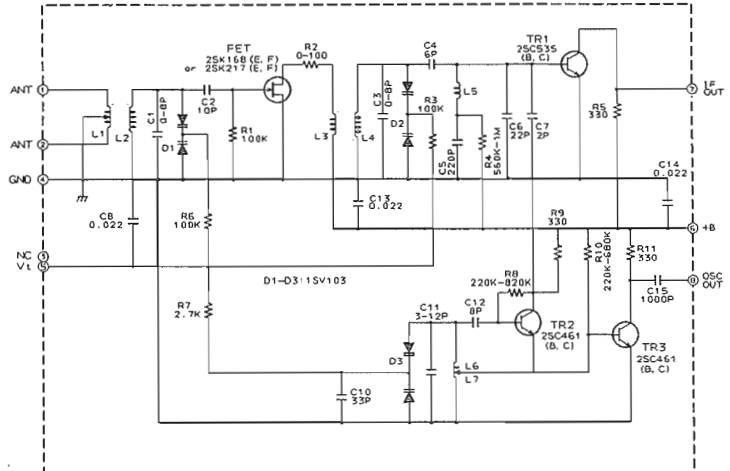 FET
2SK168 (E, F)
or 2SK217 (E, F)
R2
0-100
C4
6P
TR1
2SC535
(B, C)
ANT 1
C1
0-8P
C2
10P
L1
L2
D1
R1
100K
L3
L4
C3
0-8P
D2
R3
100K
L5
C5
220P
R4
560K-1M
C6
22P
C7
2P
R5
330
7 IF
OUT
ANT 2
GND 4
C8
0.022
R6
100K
C13
0.022
C14
0.022
6 +B
NC 3
Vt 5
R9
330
R10
220K-680K
R11
330
D1-D3:1SV103
R8
220K-820K
8 OSC
OUT
C15
1000P
R7
2.7K
C11
3-12P
C12
8P
TR2
2SC461
(B, C)
TR3
2SC461
(B, C)
D3
L6
L7
C10
33P